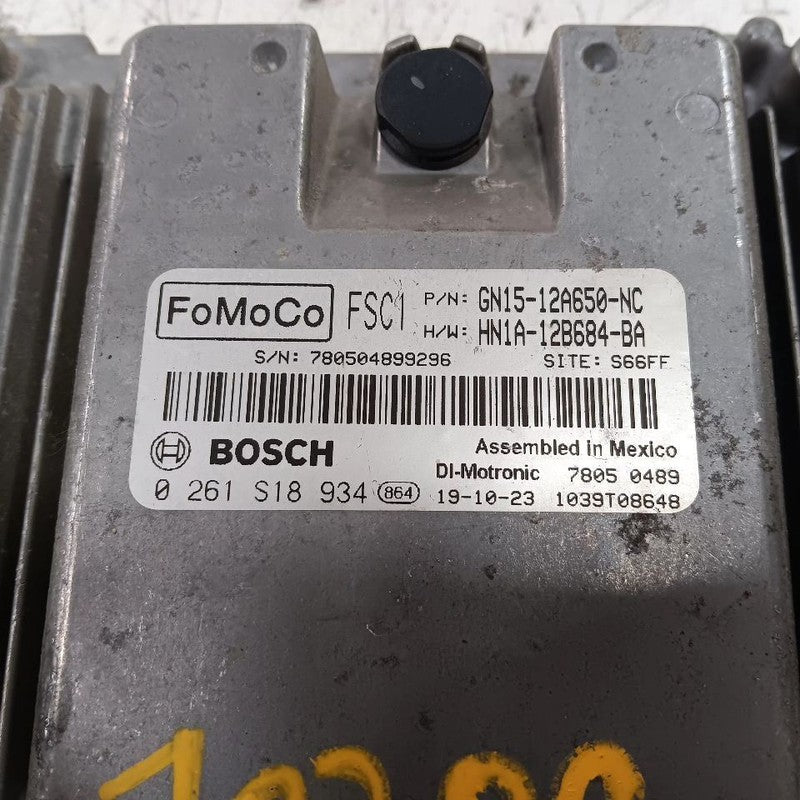 FoMoCo FSC1 P/N: GN15-12A650-NC
H/W: HN1A-12B684-BA
S/N: 780504899296 SITE: S66FF
BOSCH Assembled in Mexico
DI-Motronic 7805 0489
0 261 S18 934 864 19-10-23 1039T08648